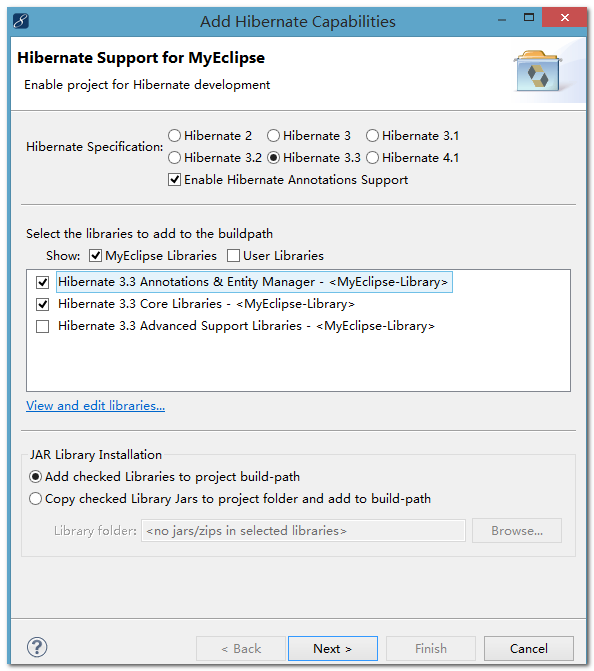 Add Hibernate Capabilities
Hibernate Support for MyEclipse
Enable project for Hibernate development
Hibernate Specification:
Hibernate 2 Hibernate 3 Hibernate 3.1
Hibernate 3.2 Hibernate 3.3 Hibernate 4.1
Enable Hibernate Annotations Support
Select the libraries to add to the buildpath
Show: MyEclipse Libraries User Libraries
Hibernate 3.3 Annotations & Entity Manager - <MyEclipse-Library>
Hibernate 3.3 Core Libraries - <MyEclipse-Library>
Hibernate 3.3 Advanced Support Libraries - <MyEclipse-Library>
View and edit libraries...
JAR Library Installation
Add checked Libraries to project build-path
Copy checked Library Jars to project folder and add to build-path
Library folder: <no jars/zips in selected libraries> Browse...
? < Back Next > Finish Cancel